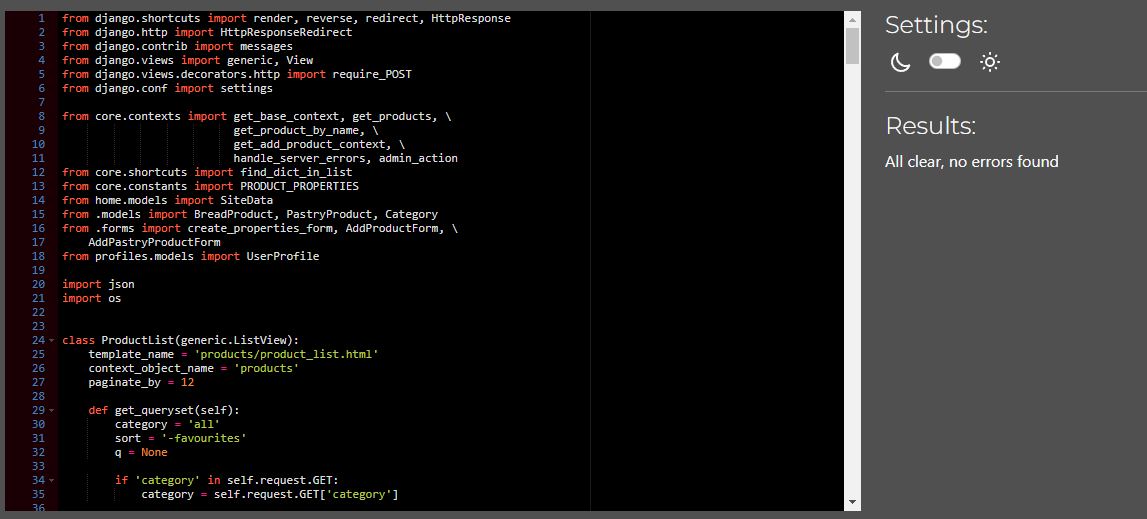 1 from django.shortcuts import render, reverse, redirect, HttpResponse
2 from django.http import HttpResponseRedirect
3 from django.contrib import messages
4 from django.views import generic, View
5 from django.views.decorators.http import require_POST
6 from django.conf import settings
7
8 from core.contexts import get_base_context, get_products, \
9 get_product_by_name, \
10 get_add_product_context, \
11 handle_server_errors, admin_action
12 from core.shortcuts import find_dict_in_list
13 from core.constants import PRODUCT_PROPERTIES
14 from home.models import SiteData
15 from .models import BreadProduct, PastryProduct, Category
16 from .forms import create_properties_form, AddProductForm, \
17 AddPastryProductForm
18 from profiles.models import UserProfile
19
20 import json
21 import os
22
23
24 class ProductList(generic.ListView):
25 template_name = 'products/product_list.html'
26 context_object_name = 'products'
27 paginate_by = 12
28
29 def get_queryset(self):
30 category = 'all'
31 sort = '-favourites'
32 q = None
33
34 if 'category' in self.request.GET:
35 category = self.request.GET['category']
36
Settings:
Results:
All clear, no errors found